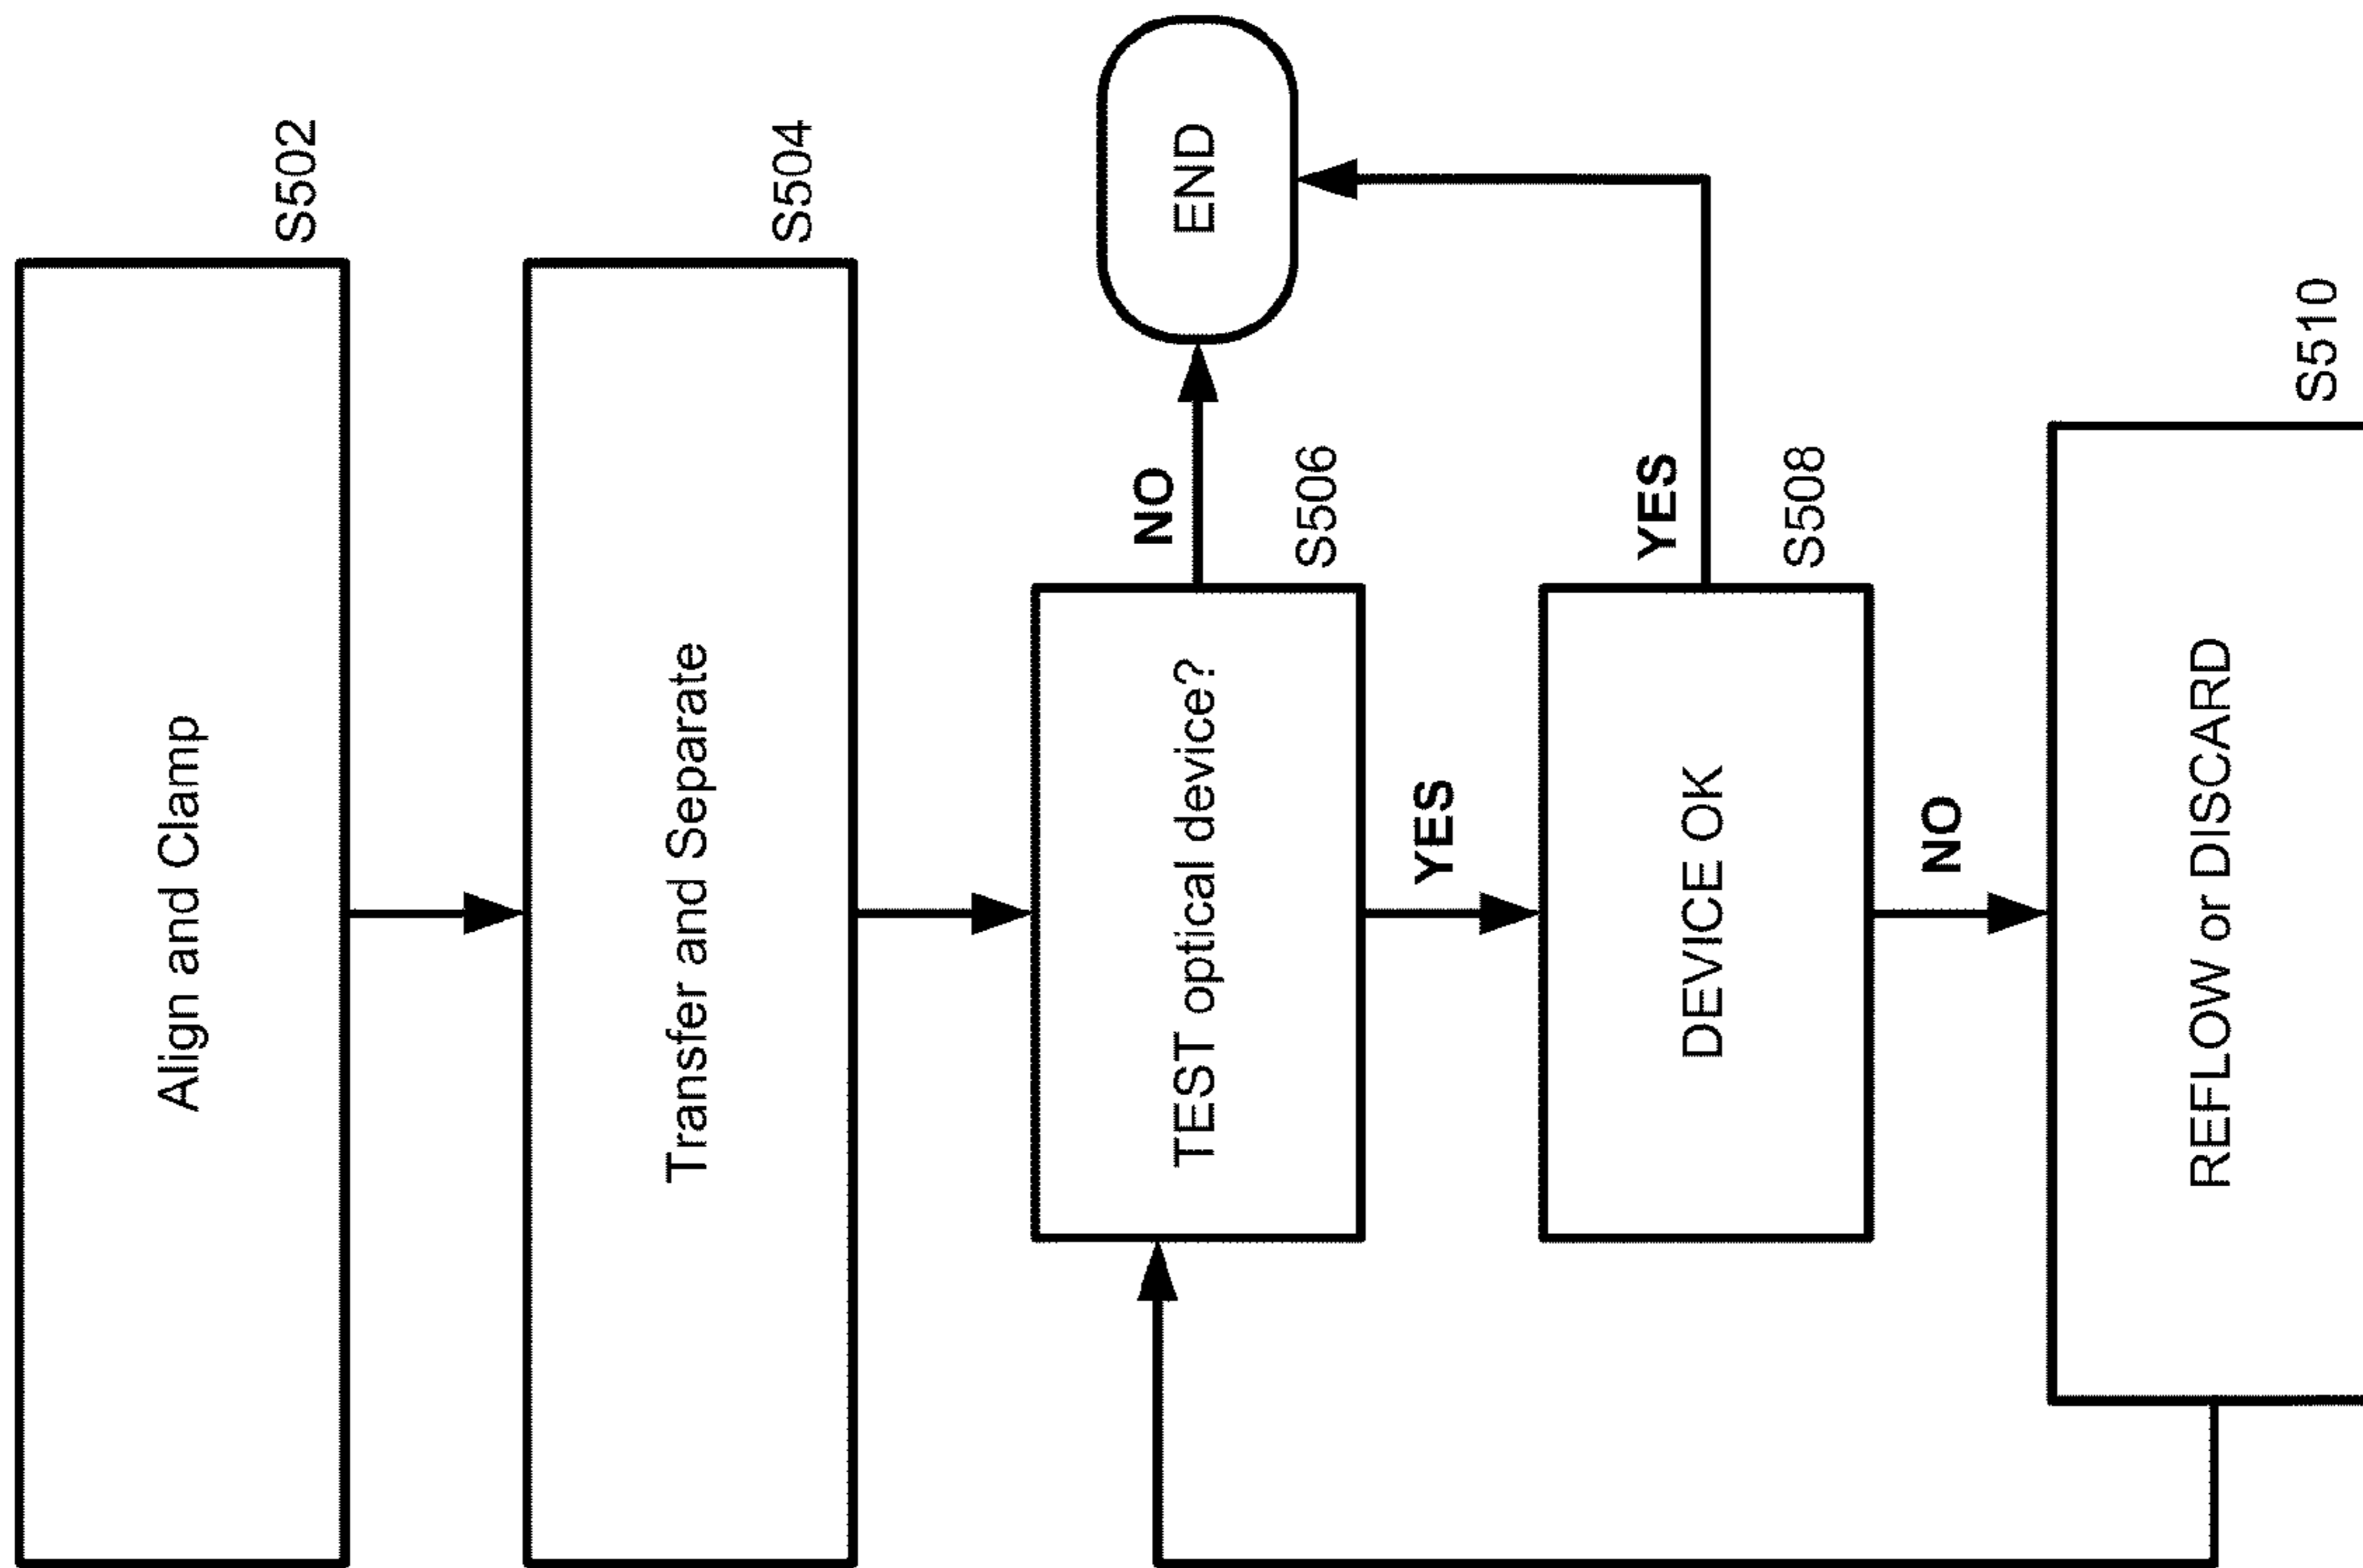 Align and Clamp
S502
Transfer and Separate
S504
TEST optical device?
S506
NO
END
YES
DEVICE OK
S508
YES
NO
REFLOW or DISCARD
S510